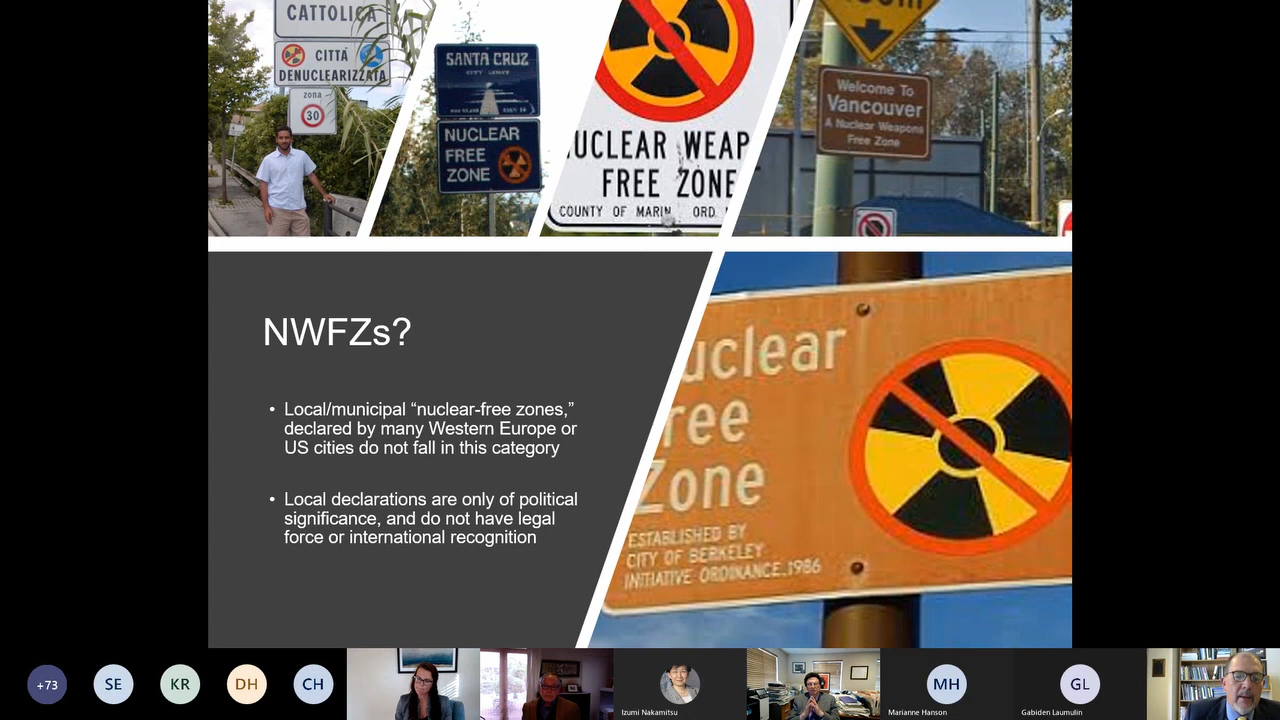 CATTOLICA
CITTÀ
DENUCLEARIZZATA
zona
30
SANTA CRUZ
CITY LIMIT
NUCLEAR
FREE
ZONE
UCLEAR WEAP
FREE ZONE
COUNTY OF MARIN ORD.
Welcome To
Vancouver
A Nuclear Weapons
Free Zone
NWFZs?
• Local/municipal “nuclear-free zones,”
declared by many Western Europe or
US cities do not fall in this category
• Local declarations are only of political
significance, and do not have legal
force or international recognition
uclear
ree
Zone
ESTABLISHED BY
CITY OF BERKELEY
INITIATIVE ORDINANCE.1986
+73
SE
KR
DH
CH
Izumi Nakamitsu
MH
Marianne Hanson
GL
Gabiden Laumulin